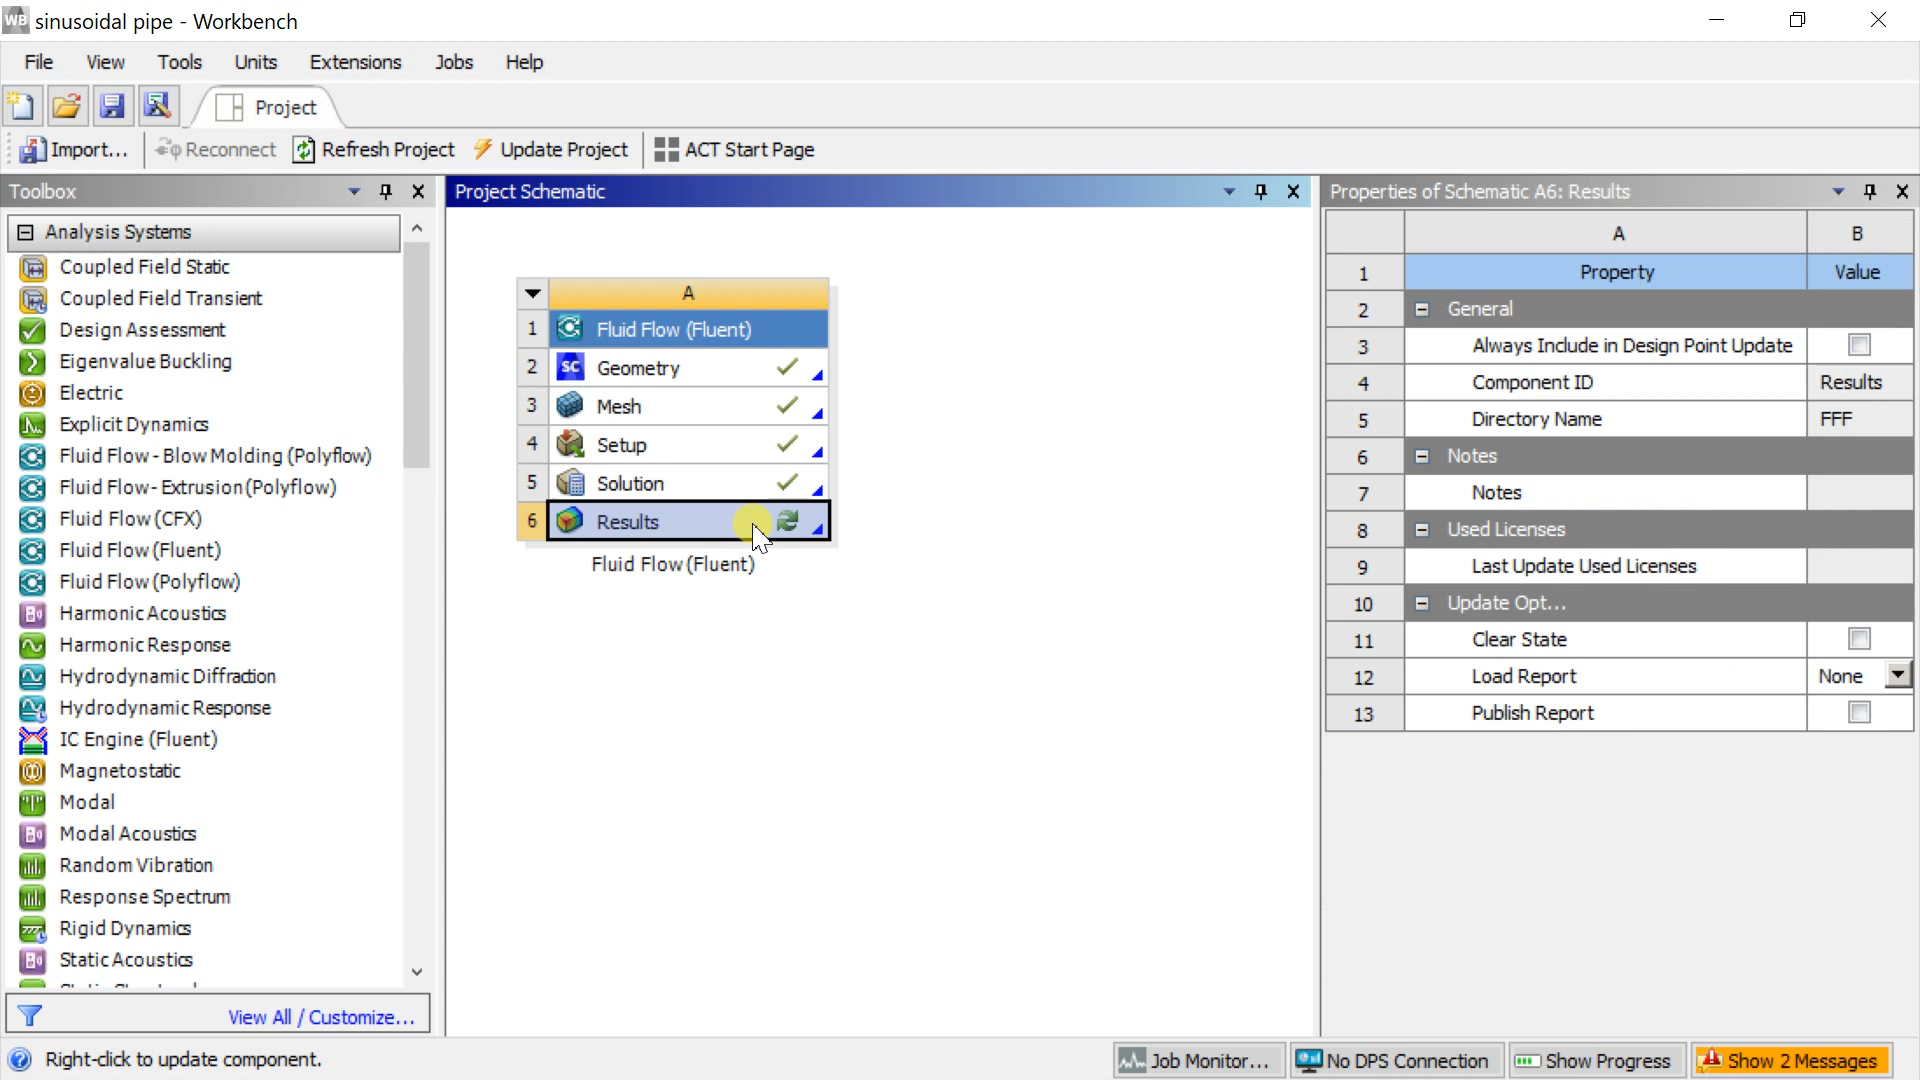 WB sinusoidal pipe - Workbench
File View Tools Units Extensions Jobs Help
Project
Import... Reconnect Refresh Project Update Project ACT Start Page
Toolbox
Analysis Systems
Coupled Field Static
Coupled Field Transient
Design Assessment
Eigenvalue Buckling
Electric
Explicit Dynamics
Fluid Flow - Blow Molding (Polyflow)
Fluid Flow - Extrusion (Polyflow)
Fluid Flow (CFX)
Fluid Flow (Fluent)
Fluid Flow (Polyflow)
Harmonic Acoustics
Harmonic Response
Hydrodynamic Diffraction
Hydrodynamic Response
IC Engine (Fluent)
Magnetostatic
Modal
Modal Acoustics
Random Vibration
Response Spectrum
Rigid Dynamics
Static Acoustics
View All / Customize...
Project Schematic
A
1 Fluid Flow (Fluent)
2 SC Geometry
3 Mesh
4 Setup
5 Solution
6 Results
Fluid Flow (Fluent)
Properties of Schematic A6: Results
A B
1 Property Value
2 General
3 Always Include in Design Point Update
4 Component ID Results
5 Directory Name FFF
6 Notes
7 Notes
8 Used Licenses
9 Last Update Used Licenses
10 Update Opt...
11 Clear State
12 Load Report None
13 Publish Report
Right-click to update component.
Job Monitor... No DPS Connection Show Progress Show 2 Messages